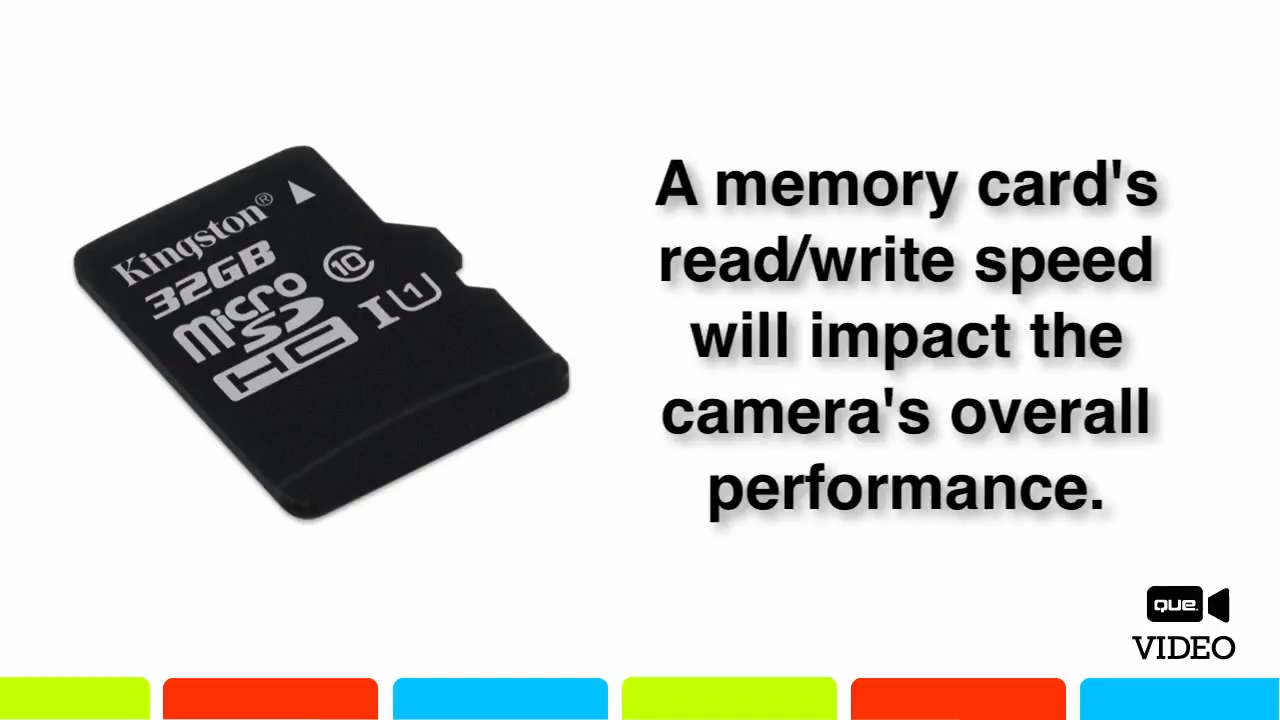 Kingston®
32GB
10
micro
SD
HC
I 1
A memory card's
read/write speed
will impact the
camera's overall
performance.
QUE.
VIDEO